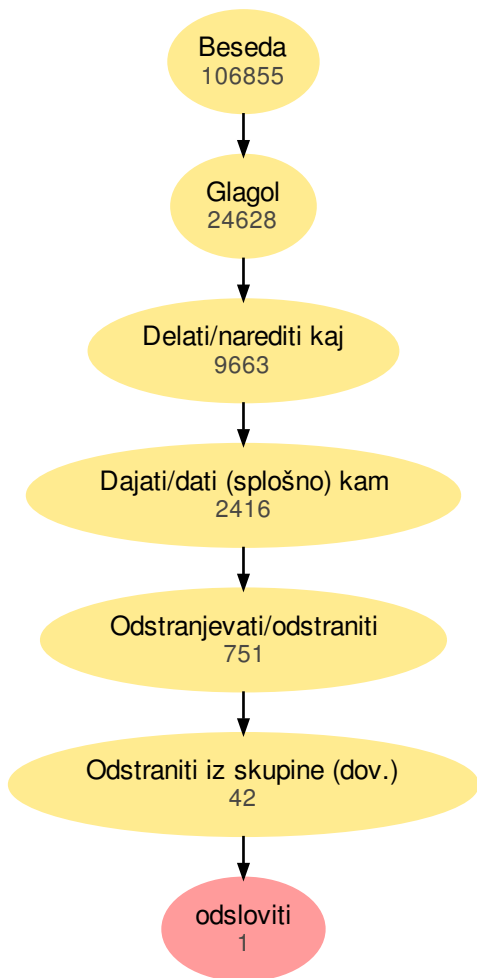 Beseda
106855
Glagol
24628
Delati/narediti kaj
9663
Dajati/dati (splošno) kam
2416
Odstranjevati/odstraniti
751
Odstraniti iz skupine (dov.)
42
odsloviti
1